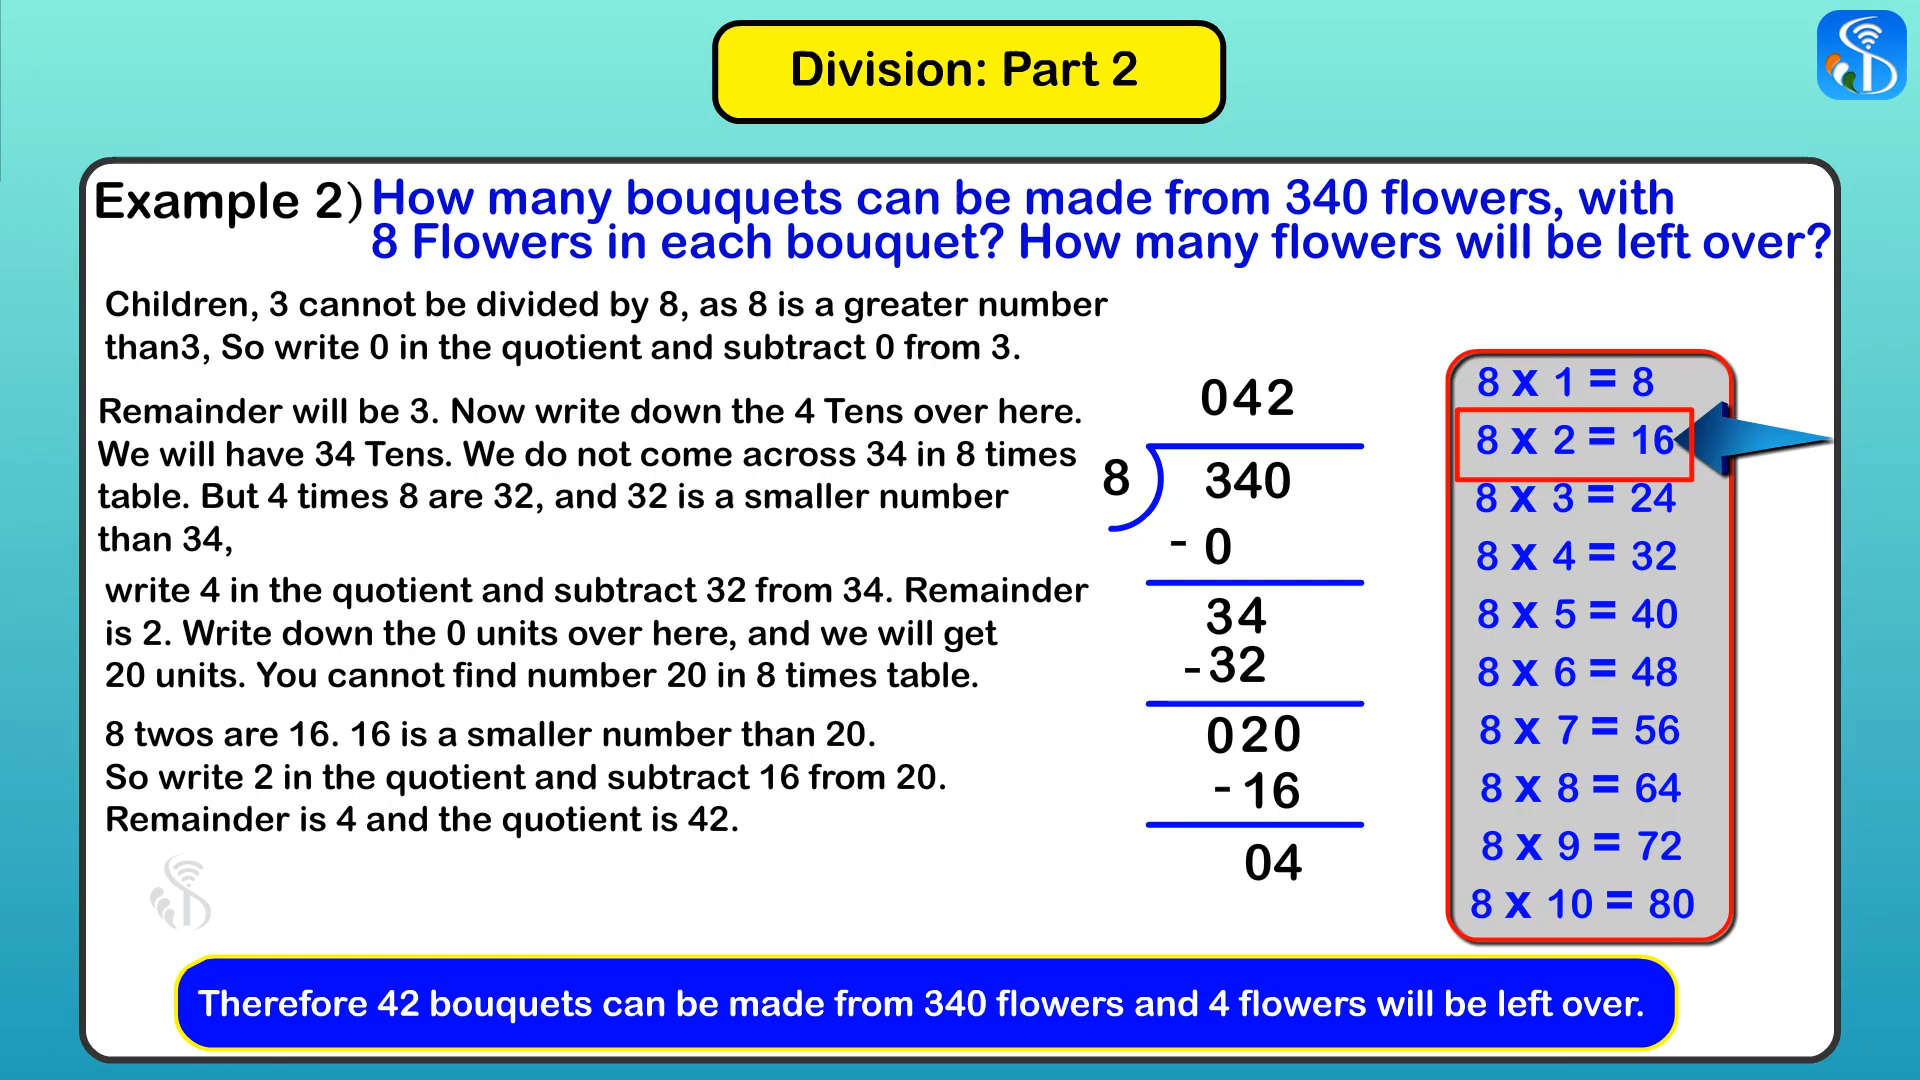 Division: Part 2
Example 2) How many bouquets can be made from 340 flowers, with
8 Flowers in each bouquet? How many flowers will be left over?
Children, 3 cannot be divided by 8, as 8 is a greater number
than3, So write 0 in the quotient and subtract 0 from 3.
Remainder will be 3. Now write down the 4 Tens over here.
We will have 34 Tens. We do not come across 34 in 8 times
table. But 4 times 8 are 32, and 32 is a smaller number
than 34,
write 4 in the quotient and subtract 32 from 34. Remainder
is 2. Write down the 0 units over here, and we will get
20 units. You cannot find number 20 in 8 times table.
8 twos are 16. 16 is a smaller number than 20.
So write 2 in the quotient and subtract 16 from 20.
Remainder is 4 and the quotient is 42.
042
8 340
- 0
34
- 32
020
- 16
04
8 x 1 = 8
8 x 2 = 16
8 x 3 = 24
8 x 4 = 32
8 x 5 = 40
8 x 6 = 48
8 x 7 = 56
8 x 8 = 64
8 x 9 = 72
8 x 10 = 80
Therefore 42 bouquets can be made from 340 flowers and 4 flowers will be left over.